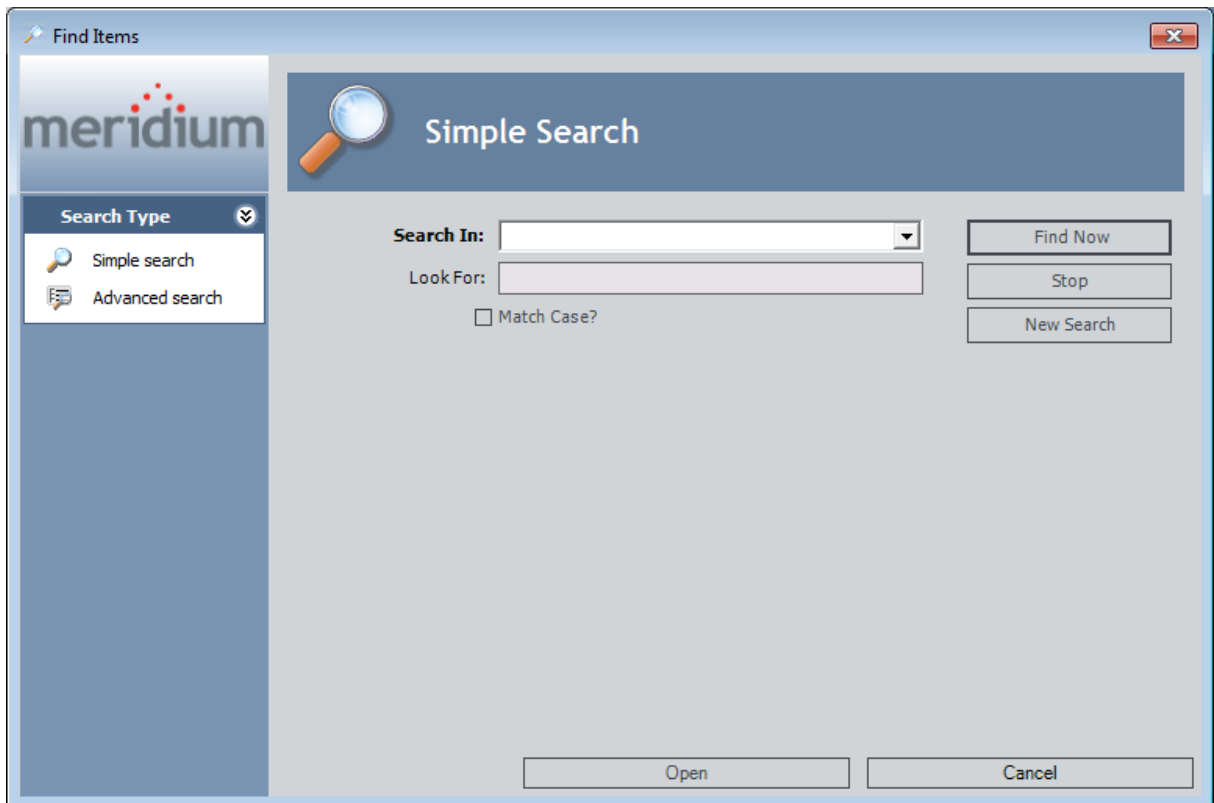 Find Items
meridium
Simple Search
Search Type
Simple search
Advanced search
Search In:
Find Now
Look For:
Stop
Match Case?
New Search
Open
Cancel